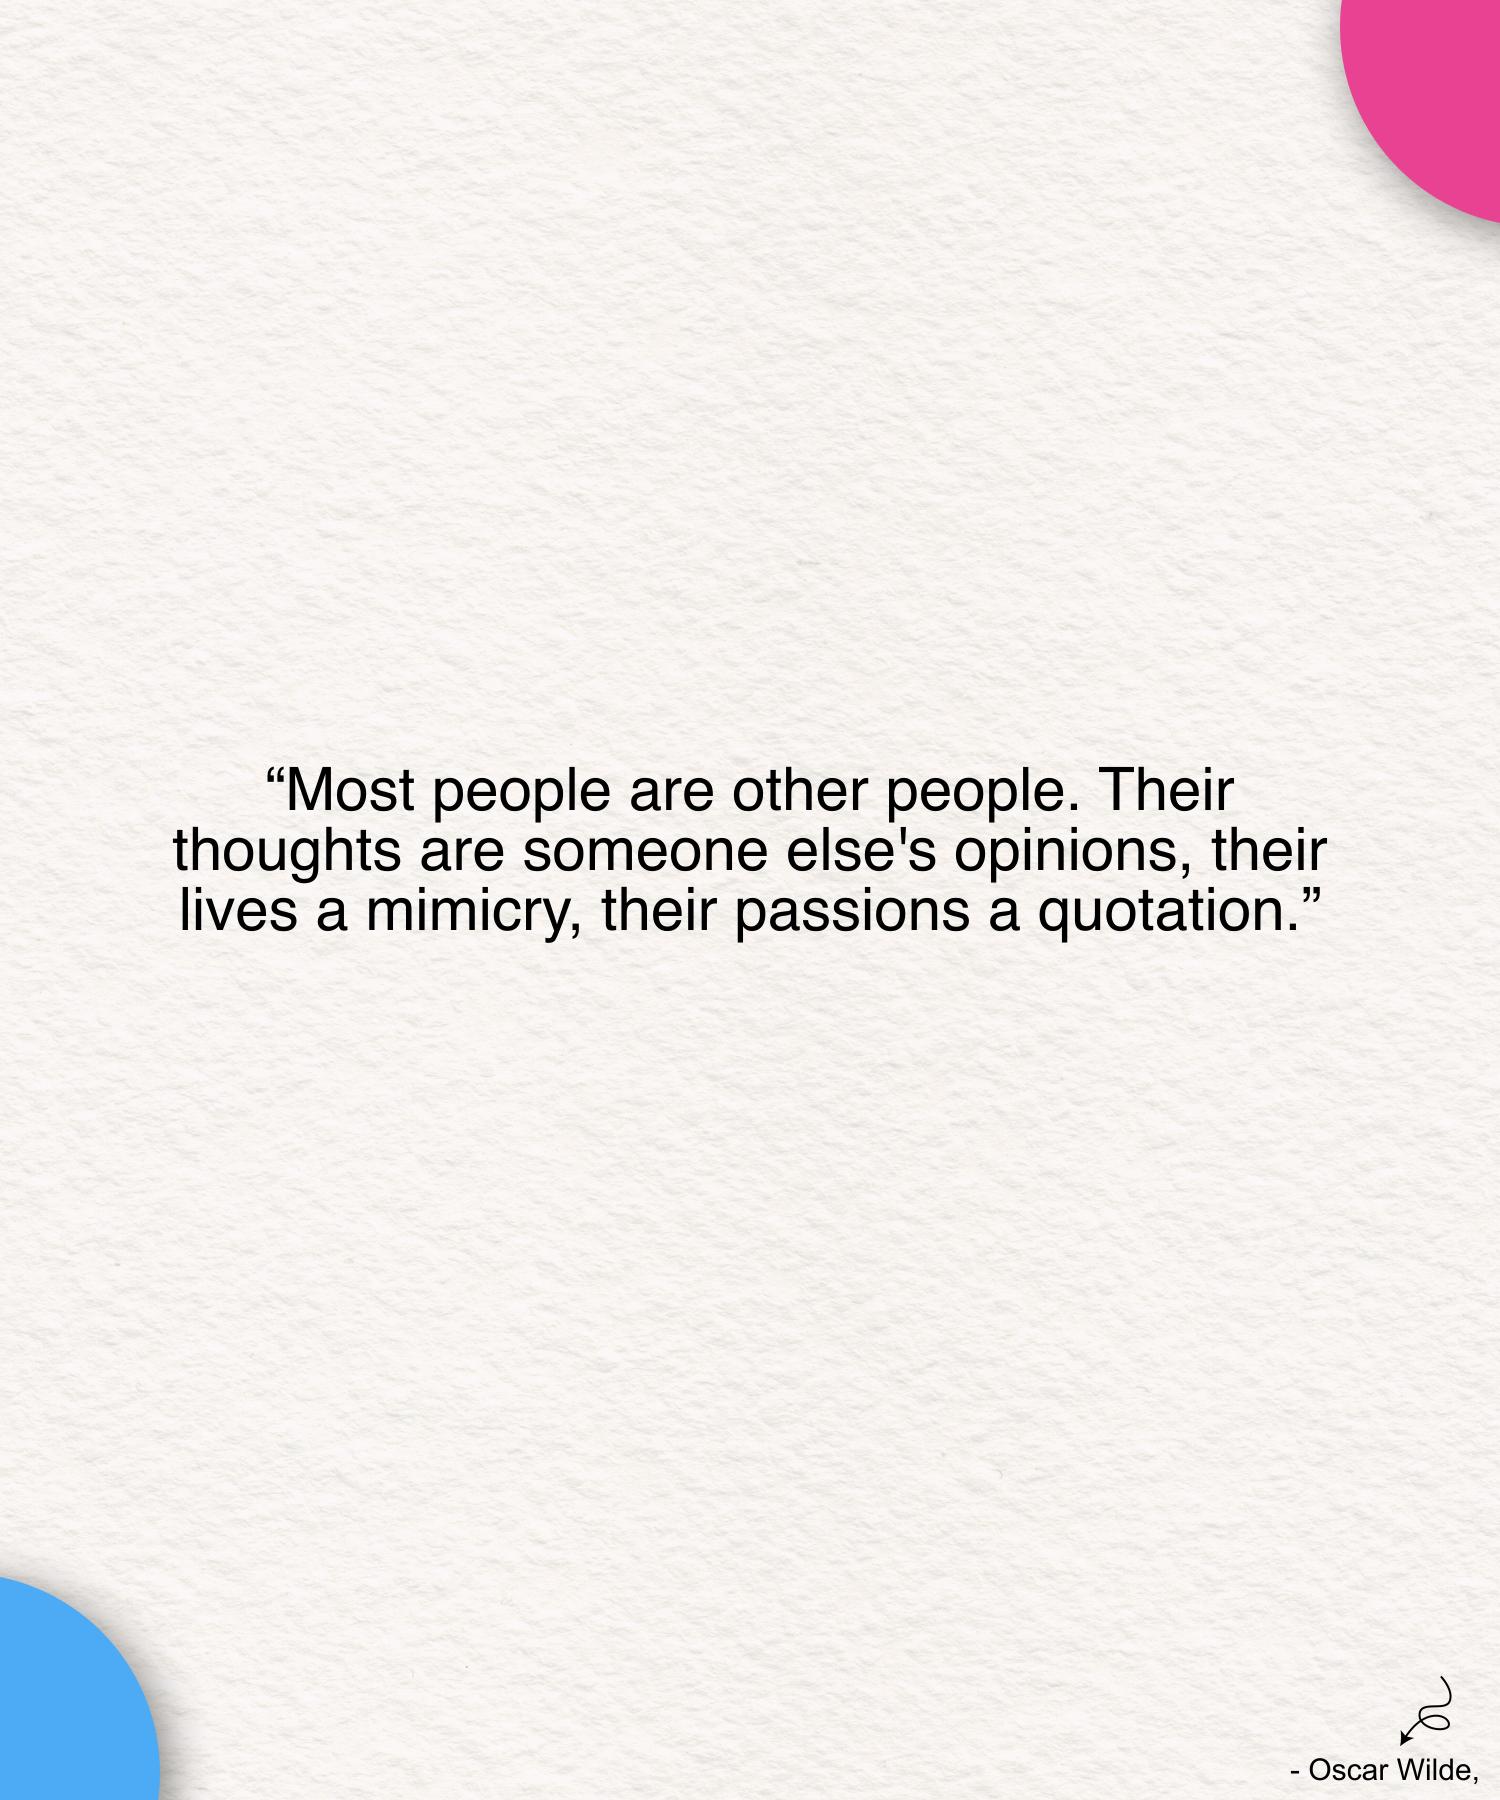 “Most people are other people. Their
thoughts are someone else's opinions, their
lives a mimicry, their passions a quotation.”
- Oscar Wilde,